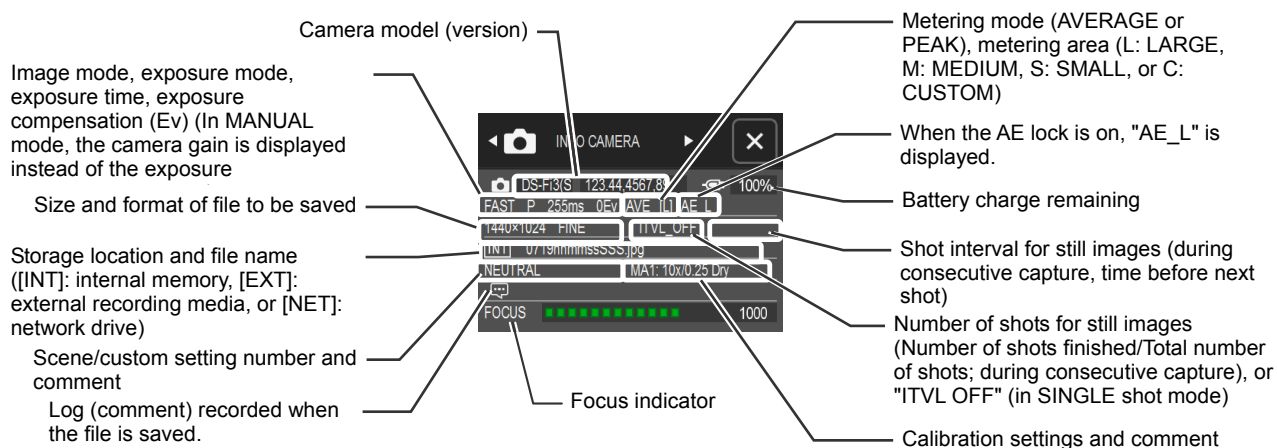 Camera model (version)
Image mode, exposure mode,
exposure time, exposure
compensation (Ev) (In MANUAL
mode, the camera gain is displayed
instead of the exposure
Size and format of file to be saved
Storage location and file name
([INT]: internal memory, [EXT]:
external recording media, or [NET]:
network drive)
Scene/custom setting number and
comment
Log (comment) recorded when
the file is saved.
CAMERA
DS-Fi3(S 123.44,4567.89
100%
FAST P 255ms 0Ev AVE [L] AE L
1440×1024 FINE ITVL_OFF
[INT] 0719hhmmssSSS.jpg
NEUTRAL MA1: 10x/0.25 Dry
FOCUS 1000
Focus indicator
Metering mode (AVERAGE or
PEAK), metering area (L: LARGE,
M: MEDIUM, S: SMALL, or C:
CUSTOM)
When the AE lock is on, "AE_L" is
displayed.
Battery charge remaining
Shot interval for still images (during
consecutive capture, time before next
shot)
Number of shots for still images
(Number of shots finished/Total number
of shots; during consecutive capture), or
"ITVL OFF" (in SINGLE shot mode)
Calibration settings and comment